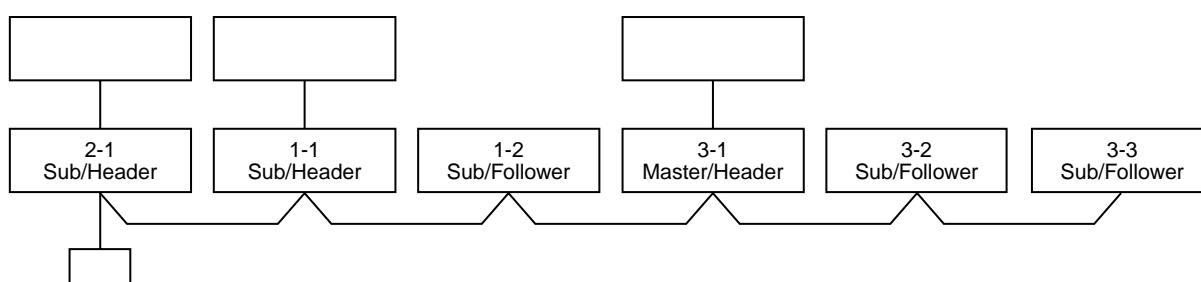 2-1
Sub/Header
1-1
Sub/Header
1-2
Sub/Follower
3-1
Master/Header
3-2
Sub/Follower
3-3
Sub/Follower